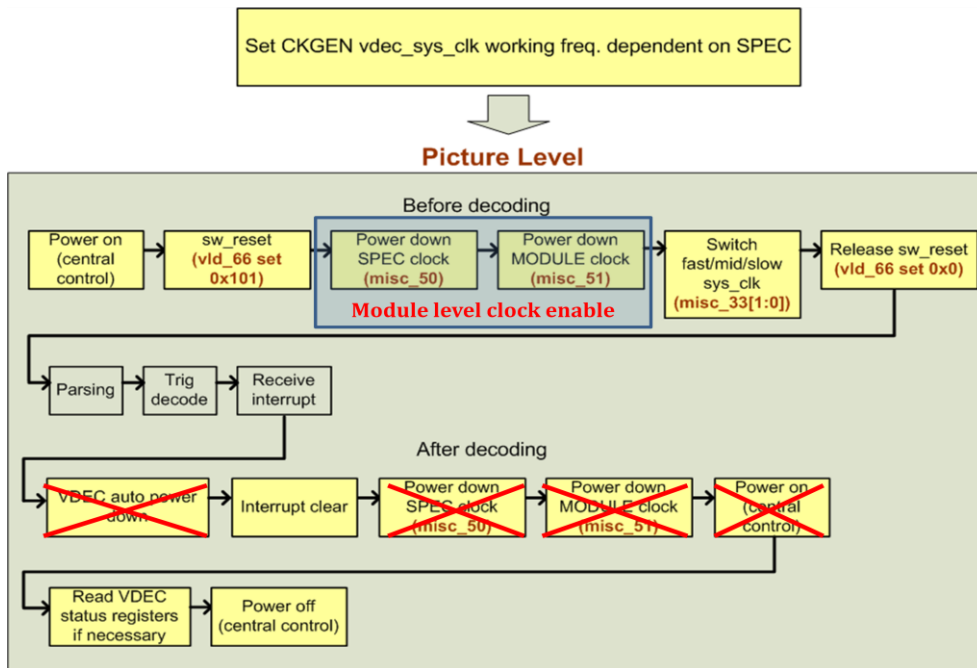 Set CKGEN vdec_sys_clk working freq. dependent on SPEC
Picture Level
Before decoding
Power on
(central
control)
sw_reset
(vld_66 set
0x101)
Power down
SPEC clock
(misc_50)
Power down
MODULE clock
(misc_51)
Module level clock enable
Switch
fast/mid/slow
sys_clk
(misc_33[1:0])
Release sw_reset
(vld_66 set 0x0)
Parsing
Trig
decode
Receive
interrupt
After decoding
VDEC auto power
down
Interrupt clear
Power down
SPEC clock
(misc_50)
Power down
MODULE clock
(misc_51)
Power on
(central
control)
Read VDEC
status registers
if necessary
Power off
(central control)